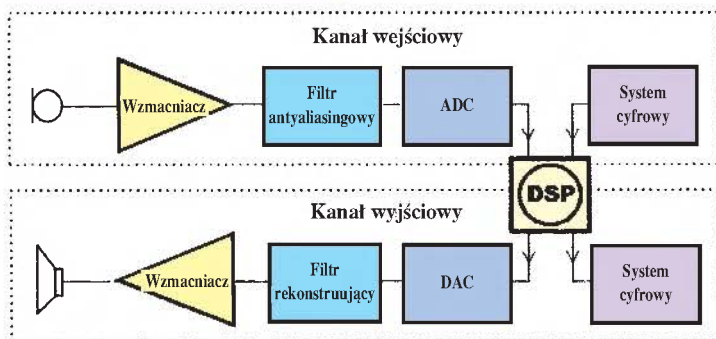 Kanał wejściowy
Wzmacniacz
Filtr
antyaliasingowy
ADC
System
cyfrowy
DSP
Kanał wyjściowy
Wzmacniacz
Filtr
rekonstruujący
DAC
System
cyfrowy